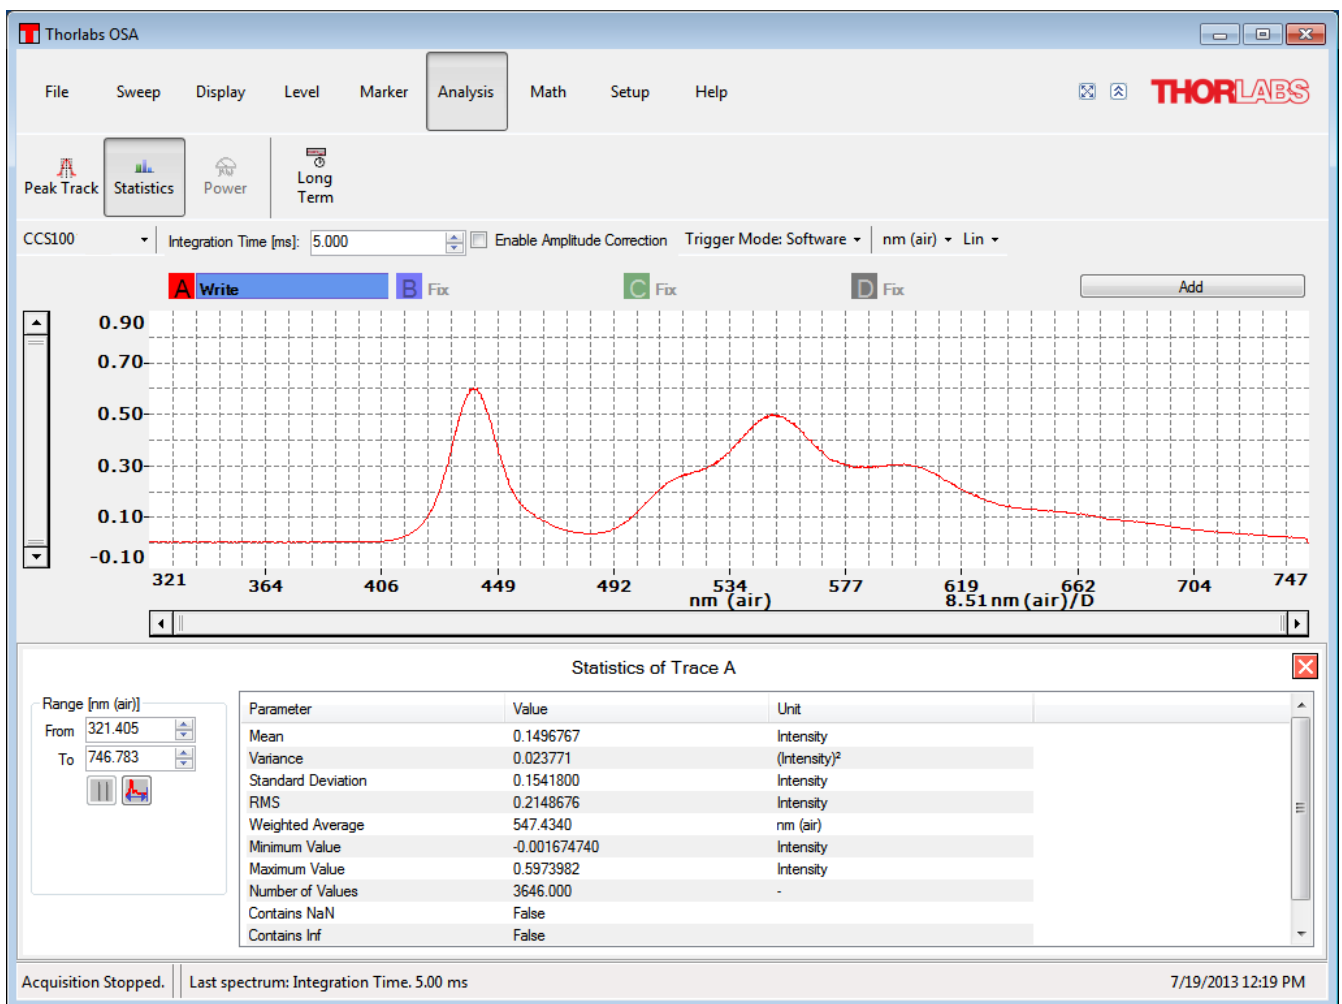 Thorlabs OSA
File Sweep Display Level Marker Analysis Math Setup Help THORLABS
Peak Track Statistics Power Long Term
CCS100 Integration Time [ms]: 5.000 Enable Amplitude Correction Trigger Mode: Software nm (air) Lin
A Write B Fix C Fix D Fix Add
0.90
0.70
0.50
0.30
0.10
-0.10
321 364 406 449 492 534 577 619 662 704 747
nm (air) 8.51 nm (air)/D
Statistics of Trace A
Range [nm (air)]
From 321.405
To 746.783
Parameter Value Unit
Mean 0.1496767 Intensity
Variance 0.023771 (Intensity)²
Standard Deviation 0.1541800 Intensity
RMS 0.2148676 Intensity
Weighted Average 547.4340 nm (air)
Minimum Value -0.001674740 Intensity
Maximum Value 0.5973982 Intensity
Number of Values 3646.000 -
Contains NaN False
Contains Inf False
Acquisition Stopped. Last spectrum: Integration Time. 5.00 ms 7/19/2013 12:19 PM